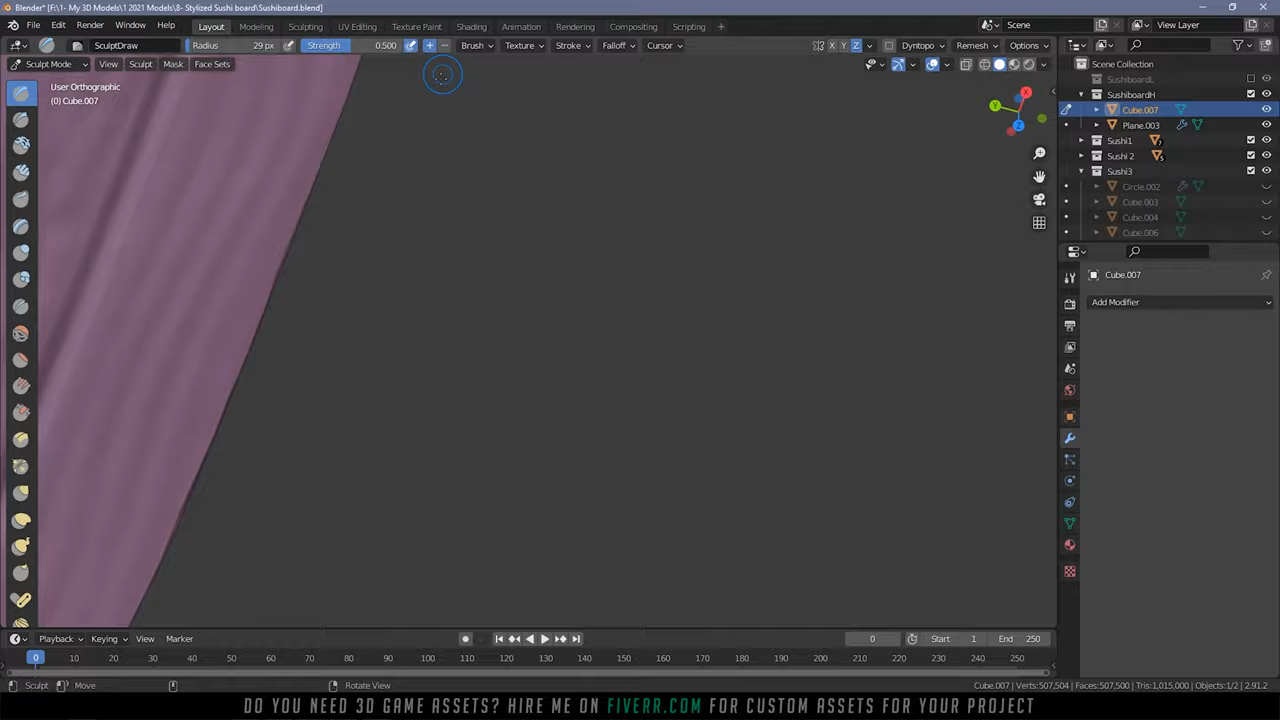 Blender* [F:\1- My 3D Models\1 2021 Models\8- Stylized Sushi board\Sushiboard.blend]
File Edit Render Window Help Layout Modeling Sculpting UV Editing Texture Paint Shading Animation Rendering Compositing Scripting + Scene View Layer
SculptDraw Radius 29 px Strength 0.500 + − Brush Texture Stroke Falloff Cursor X Y Z Dyntopo Remesh Options
Sculpt Mode View Sculpt Mask Face Sets
User Orthographic
(0) Cube.007
X
Y
Z
Scene Collection
SushiboardL
SushiboardH
Cube.007
Plane.003
Sushi1
Sushi 2
Sushi3
Circle.002
Cube.003
Cube.004
Cube.006
Cube.007
Add Modifier
Playback Keying View Marker 0 Start 1 End 250
0 10 20 30 40 50 60 70 80 90 100 110 120 130 140 150 160 170 180 190 200 210 220 230 240 250
Sculpt Move Rotate View Cube.007 | Verts:507,504 | Faces:507,500 | Tris:1,015,000 | Objects:1/2 | 2.91.2
DO YOU NEED 3D GAME ASSETS? HIRE ME ON FIVERR.COM FOR CUSTOM ASSETS FOR YOUR PROJECT